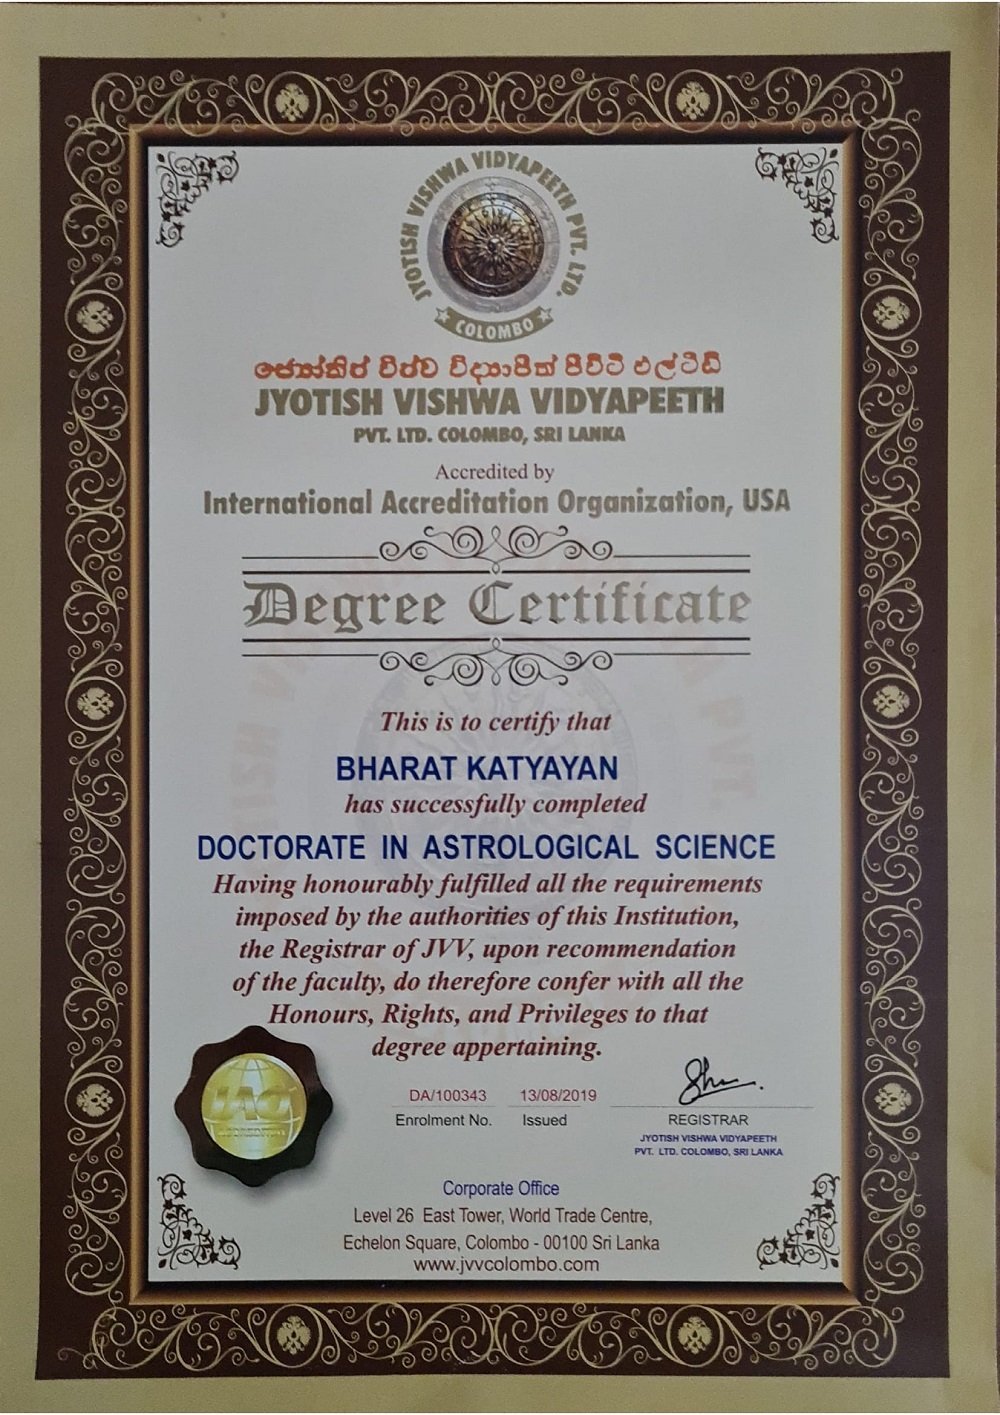 JYOTISH VISHWA VIDYAPEETH PVT. LTD.
COLOMBO
ජ්‍යෝතිෂ් විශ්ව විද්‍යාපීත් පීවීටී එල්ටීඩී
JYOTISH VISHWA VIDYAPEETH
PVT. LTD. COLOMBO, SRI LANKA
Accredited by
International Accreditation Organization, USA
Degree Certificate
This is to certify that
BHARAT KATYAYAN
has successfully completed
DOCTORATE IN ASTROLOGICAL SCIENCE
Having honourably fulfilled all the requirements
imposed by the authorities of this Institution,
the Registrar of JVV, upon recommendation
of the faculty, do therefore confer with all the
Honours, Rights, and Privileges to that
degree appertaining.
IAO
DA/100343 13/08/2019
Enrolment No. Issued
REGISTRAR
JYOTISH VISHWA VIDYAPEETH
PVT. LTD. COLOMBO, SRI LANKA
Corporate Office
Level 26 East Tower, World Trade Centre,
Echelon Square, Colombo - 00100 Sri Lanka
www.jvvcolombo.com